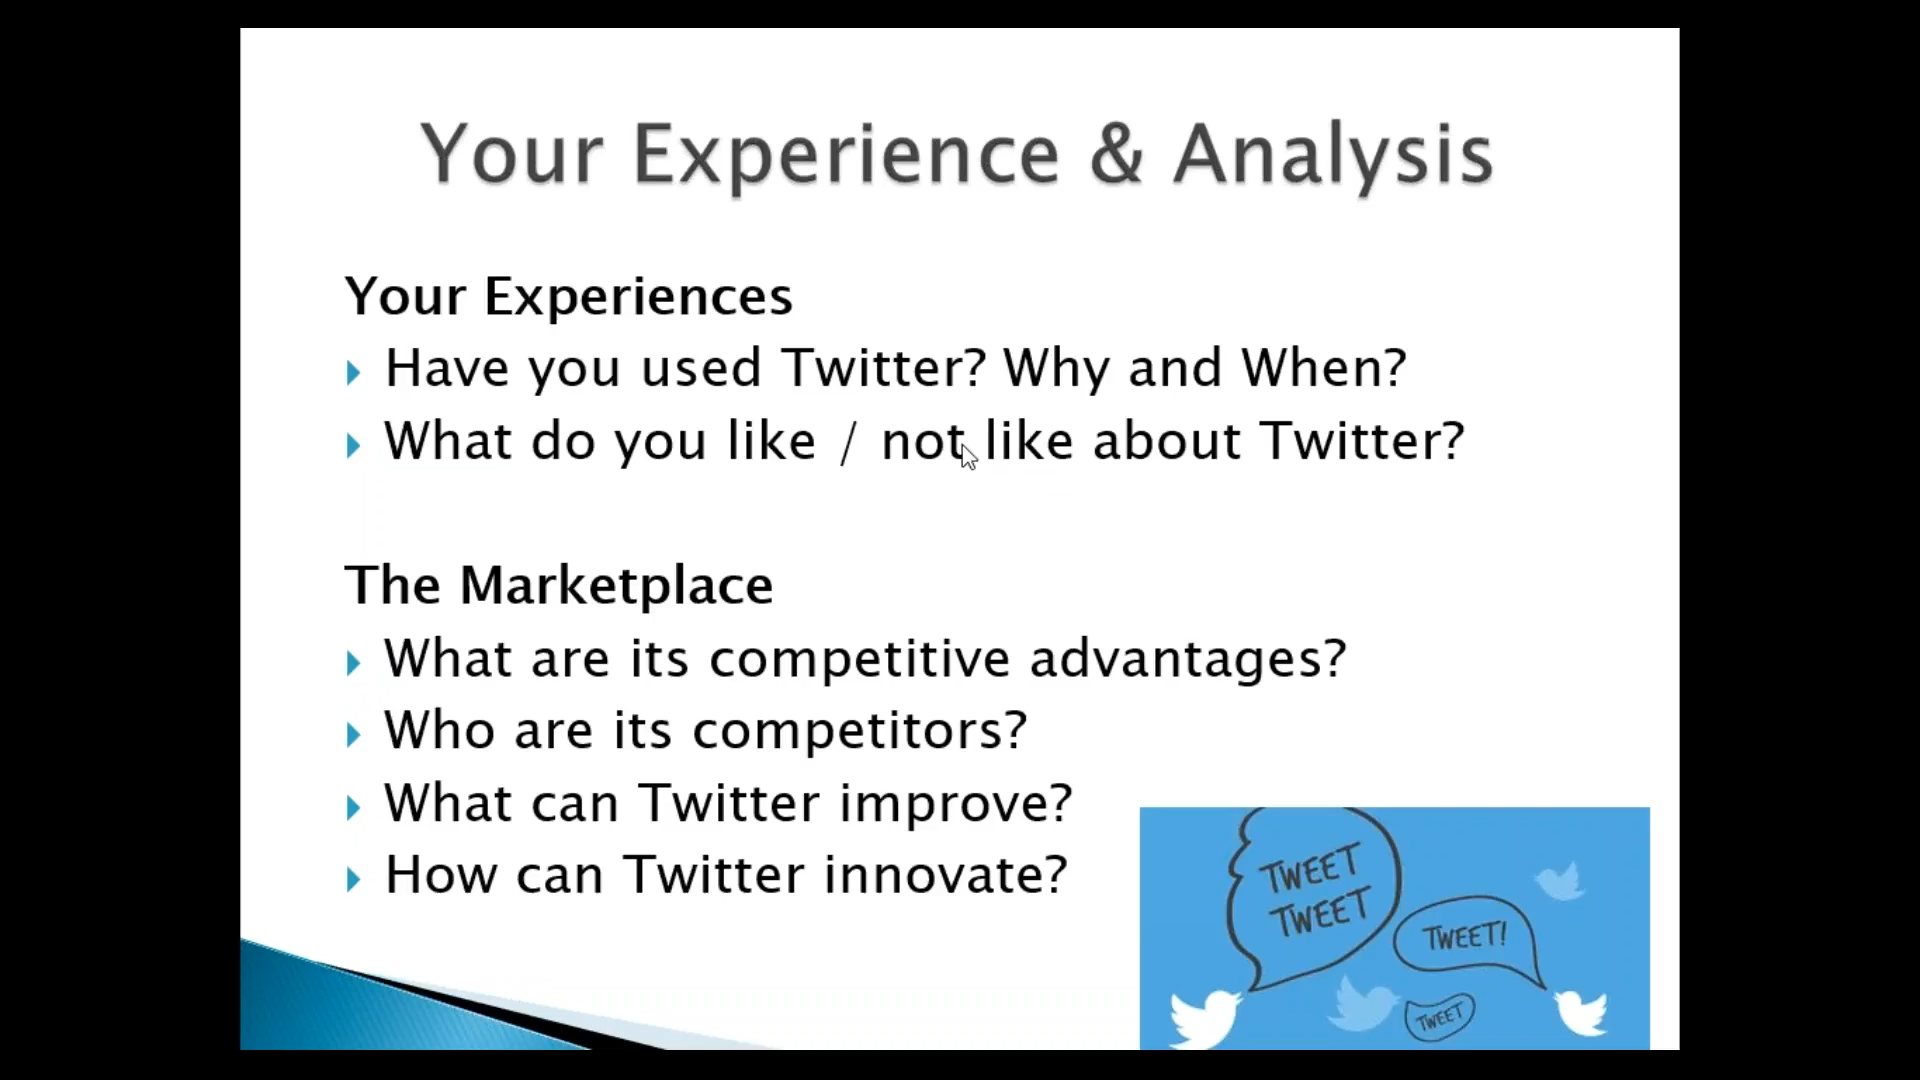 Your Experience & Analysis
Your Experiences
Have you used Twitter? Why and When?
What do you like / not like about Twitter?
The Marketplace
What are its competitive advantages?
Who are its competitors?
What can Twitter improve?
How can Twitter innovate?
TWEET
TWEET
TWEET!
TWEET